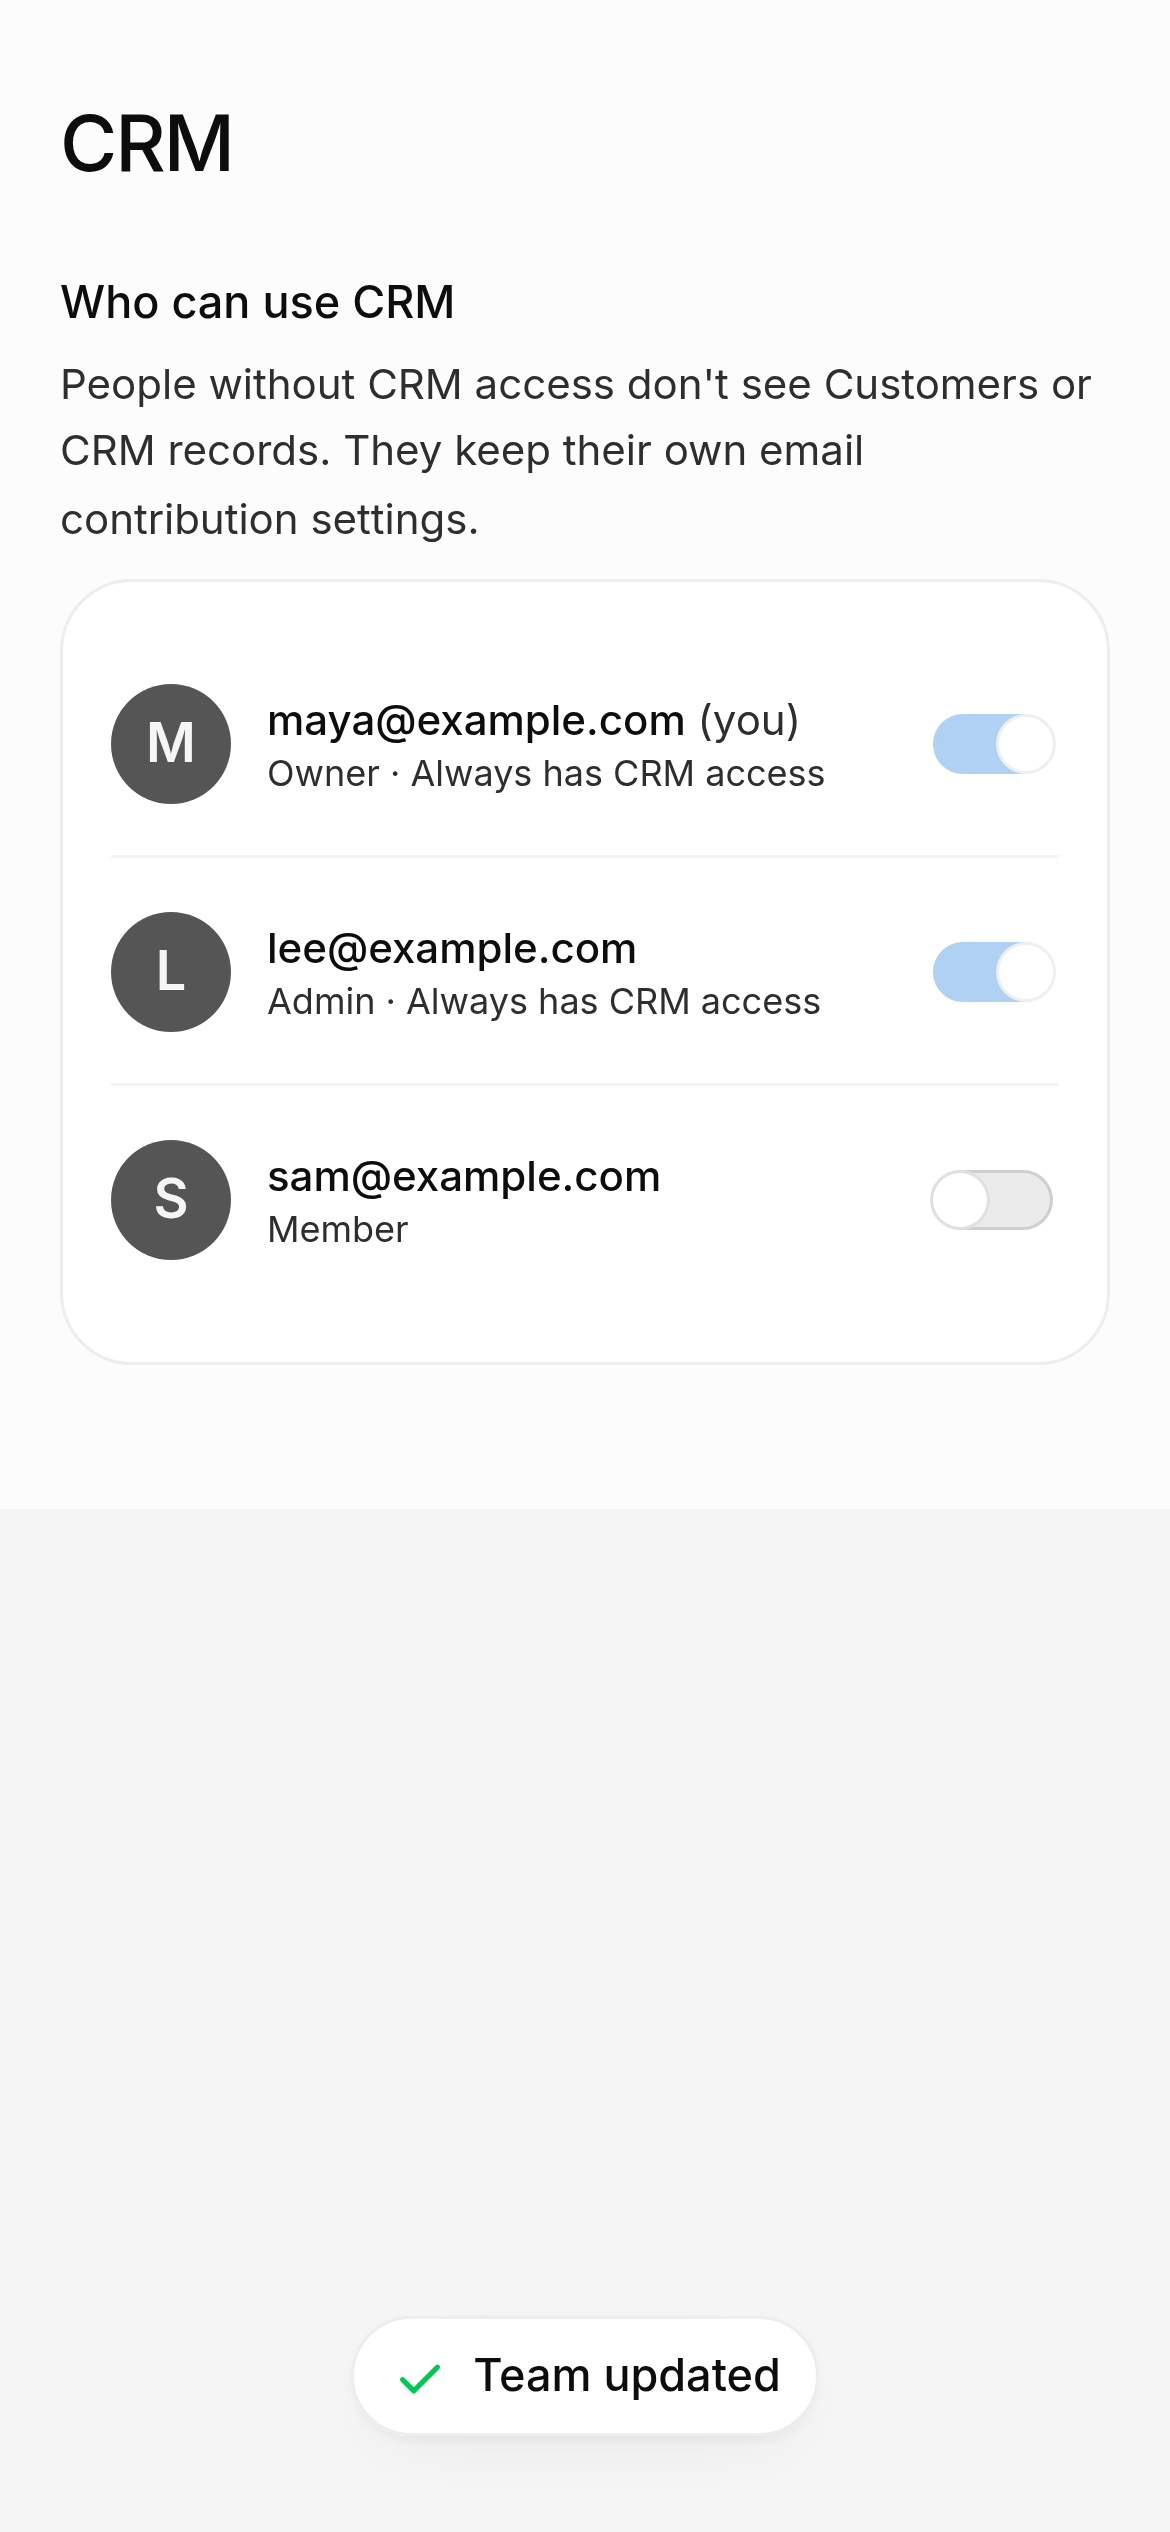 CRM
Who can use CRM
People without CRM access don't see Customers or
CRM records. They keep their own email
contribution settings.
M
maya@example.com (you)
Owner · Always has CRM access
L
lee@example.com
Admin · Always has CRM access
S
sam@example.com
Member
Team updated